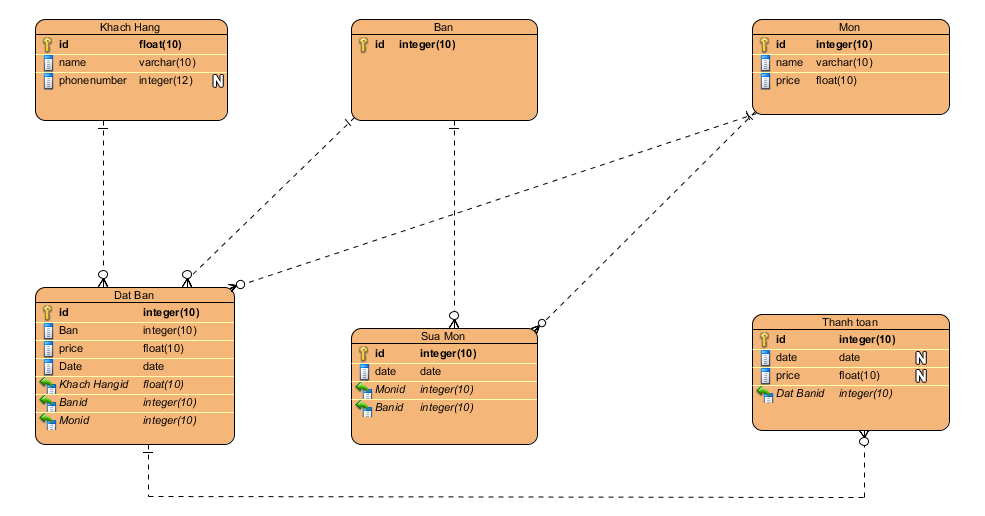 Khach Hang
id float(10)
name varchar(10)
phonenumber integer(12) N
Ban
id integer(10)
Mon
id integer(10)
name varchar(10)
price float(10)
Dat Ban
id integer(10)
Ban integer(10)
price float(10)
Date date
Khach Hangid float(10)
Banid integer(10)
Monid integer(10)
Sua Mon
id integer(10)
date date
Monid integer(10)
Banid integer(10)
Thanh toan
id integer(10)
date date N
price float(10) N
Dat Banid integer(10)